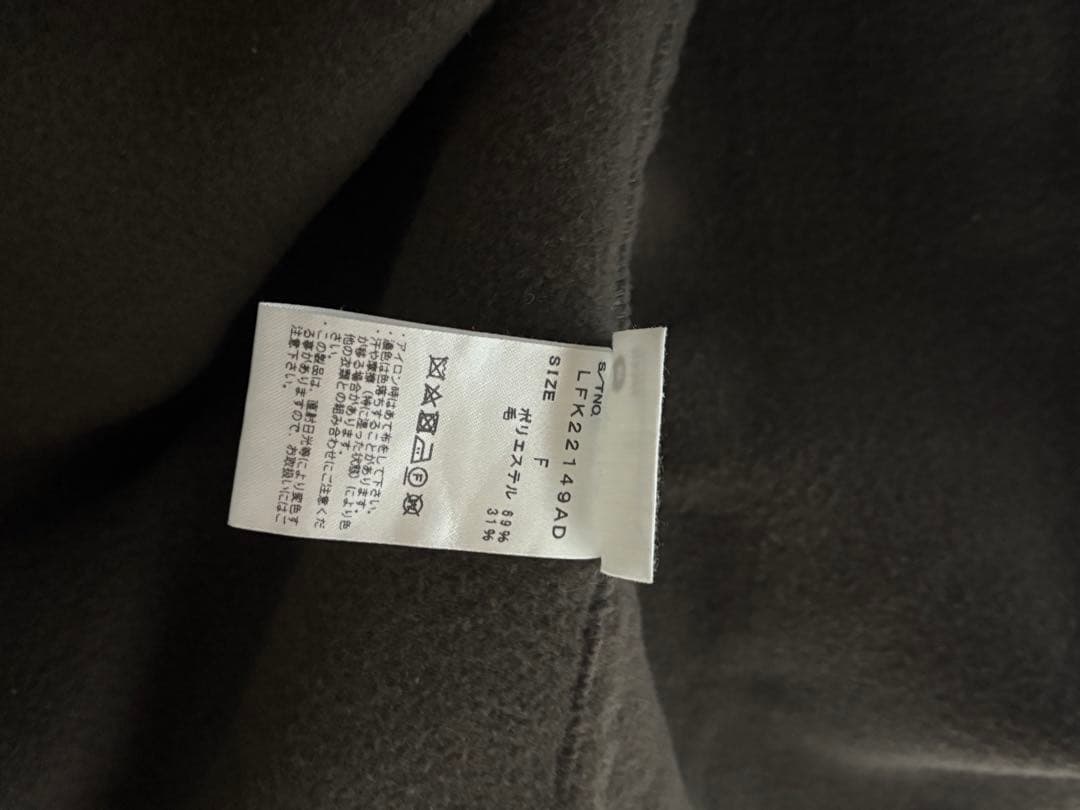 S/TNO.
LFK22149AD
SIZE F
ポリエステル 69%
毛 31%
F
・アイロン時はあて布をして下さい。
・濃色は色落ちすることがあります。
・汗や摩擦(特に湿った状態)により色
が移る場合があります。
他の衣類との組み合わせにご注意くだ
さい。
・この製品は、直射日光等により変色す
る事がありますので、お取扱いにはご
注意下さい。